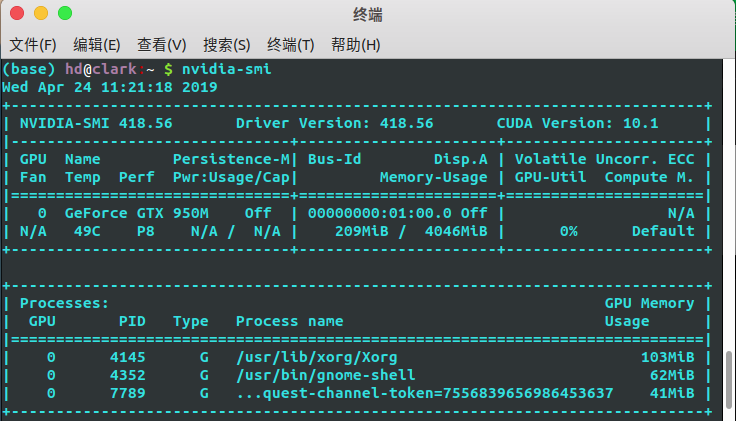 终端
文件(F) 编辑(E) 查看(V) 搜索(S) 终端(T) 帮助(H)
(base) hd@clark:~ $ nvidia-smi
Wed Apr 24 11:21:18 2019
+-----------------------------------------------------------------------------+
| NVIDIA-SMI 418.56       Driver Version: 418.56       CUDA Version: 10.1     |
|-------------------------------+----------------------+----------------------+
| GPU  Name        Persistence-M| Bus-Id        Disp.A | Volatile Uncorr. ECC |
| Fan  Temp  Perf  Pwr:Usage/Cap|         Memory-Usage | GPU-Util  Compute M. |
|===============================+======================+======================|
|   0  GeForce GTX 950M    Off  | 00000000:01:00.0 Off |                  N/A |
| N/A   49C    P8    N/A /  N/A |    209MiB /  4046MiB |      0%      Default |
+-------------------------------+----------------------+----------------------+
+-----------------------------------------------------------------------------+
| Processes:                                                       GPU Memory |
|  GPU       PID   Type   Process name                             Usage      |
|=============================================================================|
|    0      4145      G   /usr/lib/xorg/Xorg                           103MiB |
|    0      4352      G   /usr/bin/gnome-shell                          62MiB |
|    0      7789      G   ...quest-channel-token=7556839656986453637    41MiB |
+-----------------------------------------------------------------------------+